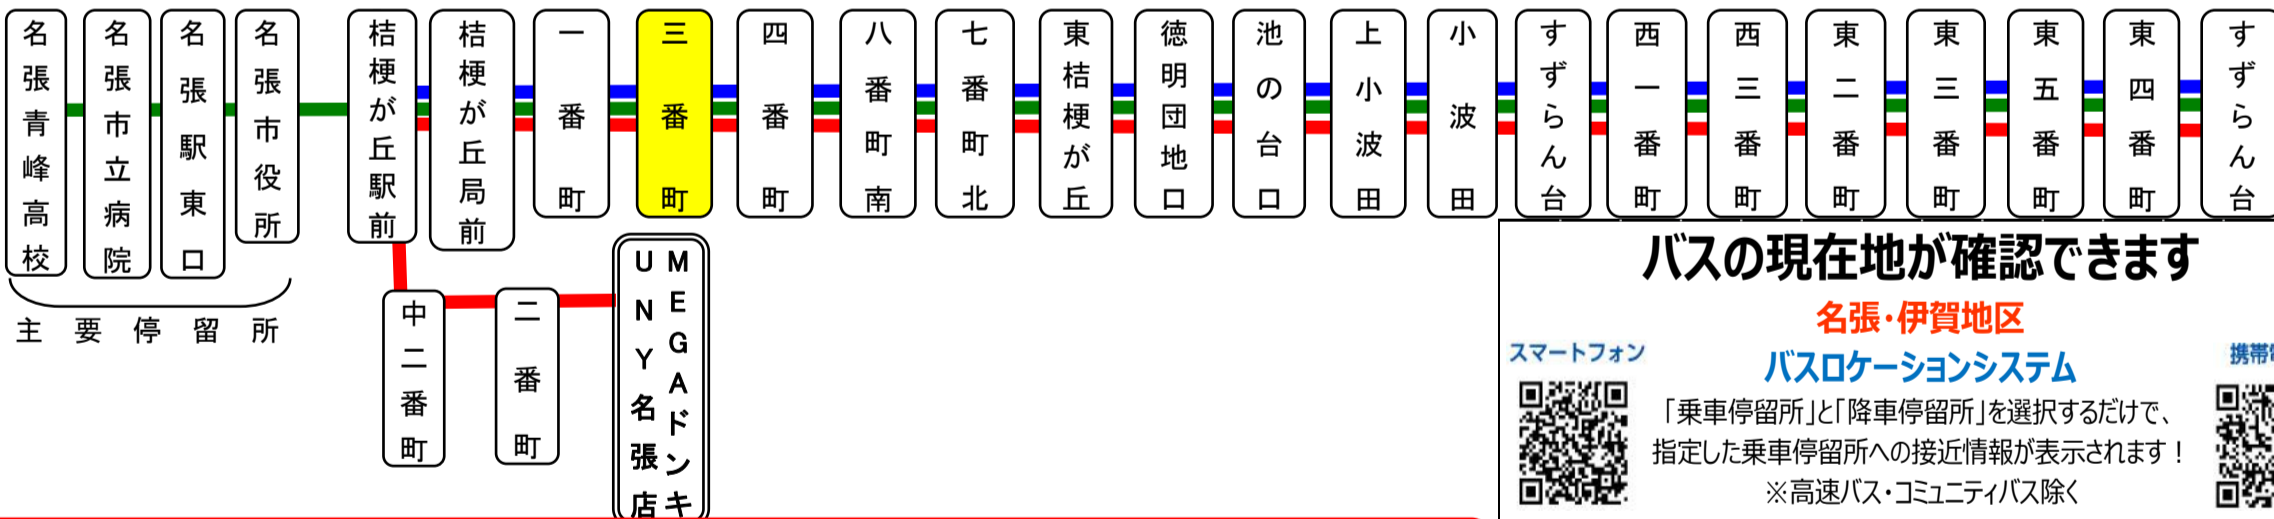 名張青峰高校
名張市立病院
名張駅東口
名張市役所
桔梗が丘駅前
桔梗が丘局前
一番町
三番町
四番町
八番町南
七番町北
東桔梗が丘
徳明団地口
池の台口
上小波田
小波田
すずらん台
西一番町
西三番町
東二番町
東三番町
東五番町
東四番町
すずらん台
主要停留所
中二番町
二番町
MEGAドンキ
UNY名張店
バスの現在地が確認できます
名張・伊賀地区
スマートフォン
バスロケーションシステム
携帯
「乗車停留所」と「降車停留所」を選択するだけで、
指定した乗車停留所への接近情報が表示されます！
※高速バス・コミュニティバス除く